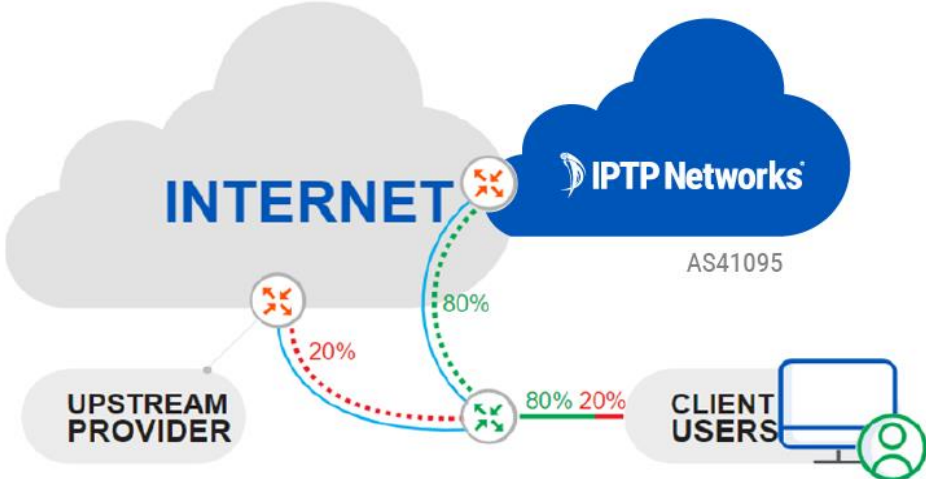 INTERNET
IPTP Networks
AS41095
80%
20%
UPSTREAM
PROVIDER
80% 20%
CLIENT
USERS